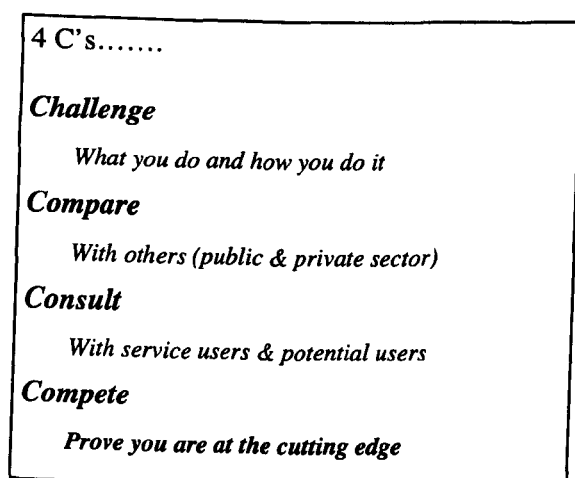 4 C's.......
Challenge
What you do and how you do it
Compare
With others (public & private sector)
Consult
With service users & potential users
Compete
Prove you are at the cutting edge